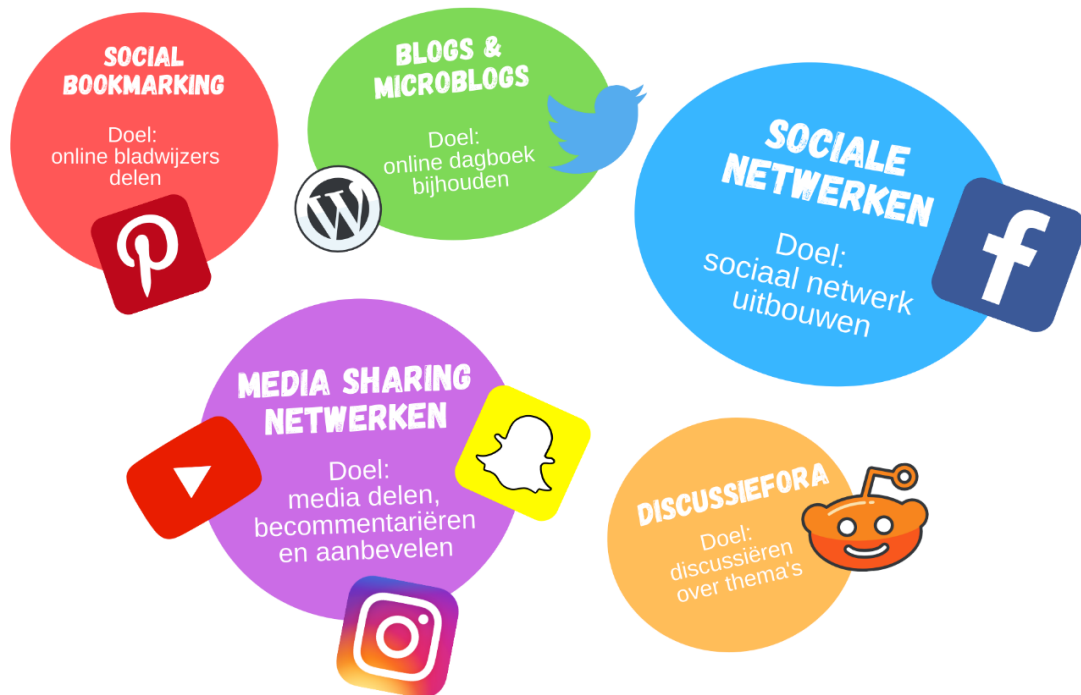 SOCIAL
BOOKMARKING
Doel:
online bladwijzers
delen
BLOGS &
MICROBLOGS
Doel:
online dagboek
bijhouden
SOCIALE
NETWERKEN
Doel:
sociaal netwerk
uitbouwen
MEDIA SHARING
NETWERKEN
Doel:
media delen,
becommentariëren
en aanbevelen
DISCUSSIEFORA
Doel:
discussiëren
over thema's